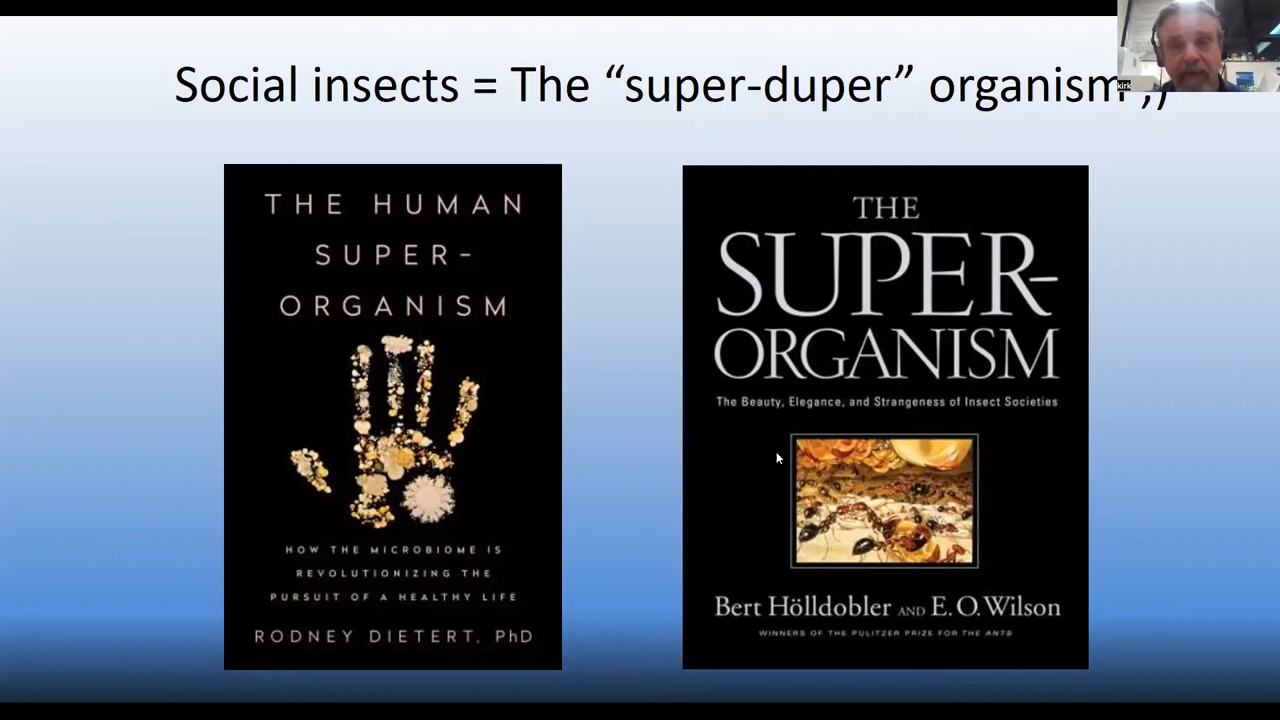 Social insects = The “super-duper” organism ;)
kirk
THE HUMAN
SUPER-
ORGANISM
HOW THE MICROBIOME IS
REVOLUTIONIZING THE
PURSUIT OF A HEALTHY LIFE
RODNEY DIETERT, PhD
THE
SUPER-
ORGANISM
The Beauty, Elegance, and Strangeness of Insect Societies
Bert Hölldobler AND E. O. Wilson
WINNERS OF THE PULITZER PRIZE FOR THE ANTS